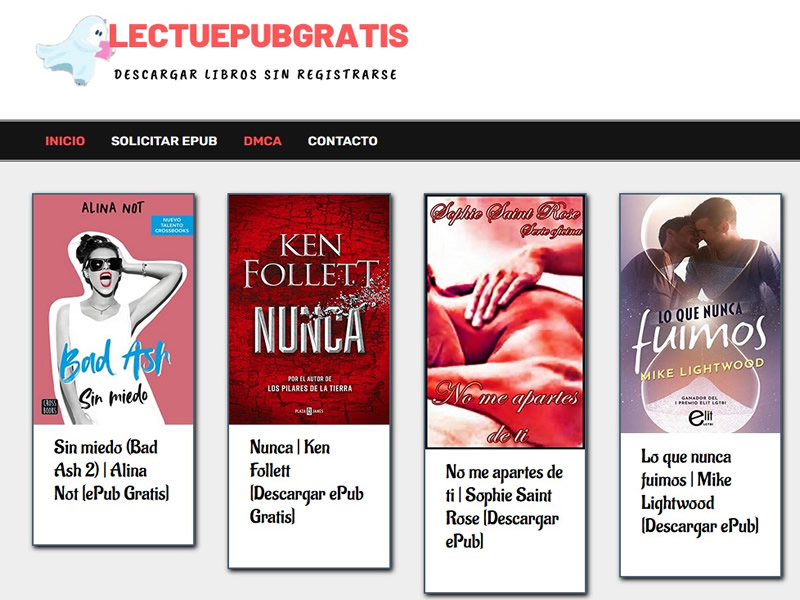 LECTUEPUBGRATIS
DESCARGAR LIBROS SIN REGISTRARSE
INICIO SOLICITAR EPUB DMCA CONTACTO
ALINA NOT
NUEVO
TALENTO
CROSSBOOKS
Bad Ash
Sin miedo
CROSS
BOOKS
Sin miedo (Bad
Ash 2) | Alina
Not [ePub Gratis]
KEN
FOLLETT
NUNCA
POR EL AUTOR DE
LOS PILARES DE LA TIERRA
PLAZA JANES
Nunca | Ken
Follett
[Descargar ePub
Gratis]
Sophie Saint Rose
Serie oficina
No me apartes
de ti
No me apartes de
ti | Sophie Saint
Rose [Descargar
ePub]
LO QUE NUNCA
fuimos
MIKE LIGHTWOOD
GANADOR DEL
I PREMIO ELIT LGTBI
elit
LGTBI
Lo que nunca
fuimos | Mike
Lightwood
[Descargar ePub]